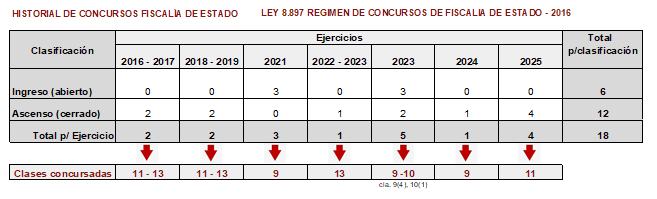 HISTORIAL DE CONCURSOS FISCALIA DE ESTADO LEY 8.897 REGIMEN DE CONCURSOS DE FISCALIA DE ESTADO - 2016
Clasificación Ejercicios Total p/clasificación
2016 - 2017 2018 - 2019 2021 2022 - 2023 2023 2024 2025
Ingreso (abierto) 0 0 3 0 3 0 0 6
Ascenso (cerrado) 2 2 0 1 2 1 4 12
Total p/ Ejercicio 2 2 3 1 5 1 4 18
Clases concursadas 11 - 13 11 - 13 9 13 9 -10 9 11
cla. 9(4), 10(1)